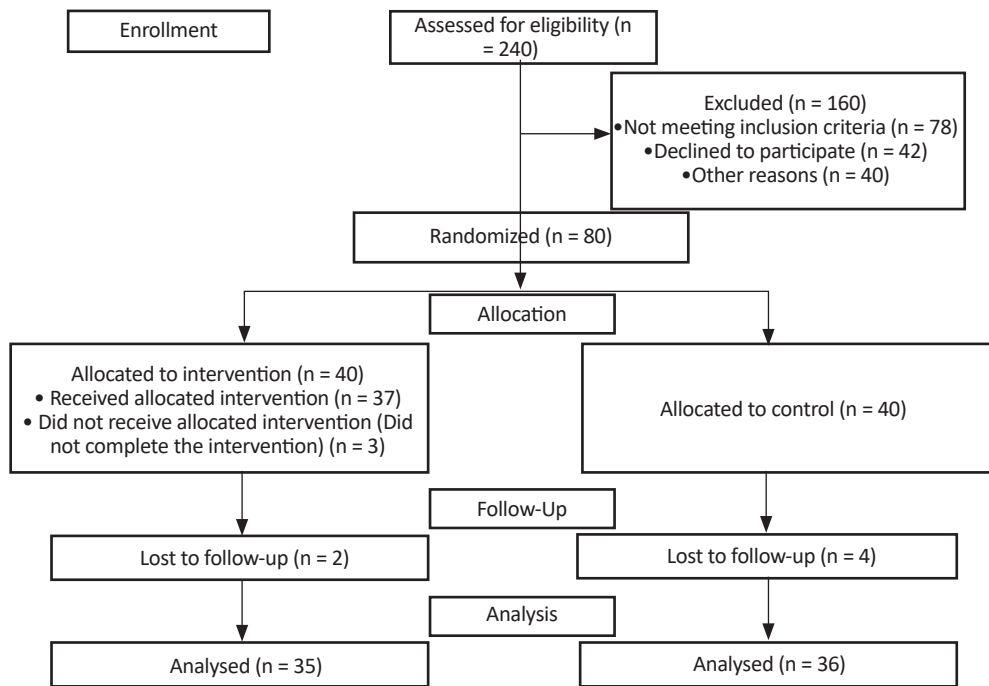 Enrollment
Assessed for eligibility (n
= 240)
Excluded (n = 160)
•Not meeting inclusion criteria (n = 78)
•Declined to participate (n = 42)
•Other reasons (n = 40)
Randomized (n = 80)
Allocation
Allocated to intervention (n = 40)
• Received allocated intervention (n = 37)
• Did not receive allocated intervention (Did
not complete the intervention) (n = 3)
Allocated to control (n = 40)
Follow-Up
Lost to follow-up (n = 2)
Lost to follow-up (n = 4)
Analysis
Analysed (n = 35)
Analysed (n = 36)